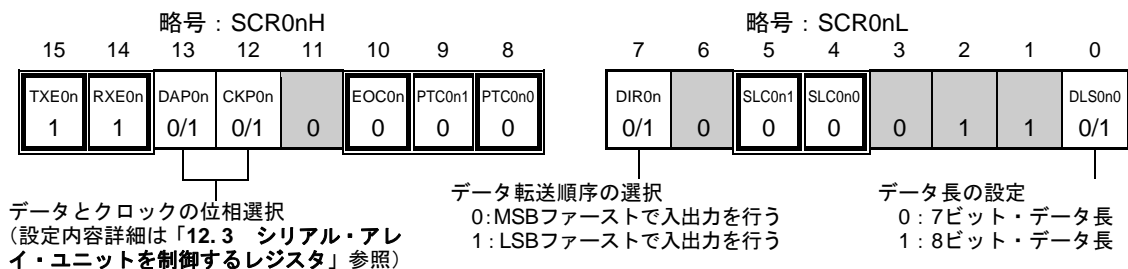 略号：SCR0nH
略号：SCR0nL
15 14 13 12 11 10 9 8
7 6 5 4 3 2 1 0
TXE0n RXE0n DAP0n CKP0n EOC0n PTC0n1 PTC0n0
DIR0n SLC0n1 SLC0n0 DLS0n0
1 1 0/1 0/1 0 0 0 0
0/1 0 0 0 0 1 1 0/1
データとクロックの位相選択
（設定内容詳細は「12. 3　シリアル・アレ
イ・ユニットを制御するレジスタ」参照）
データ転送順序の選択
0：MSBファーストで入出力を行う
1：LSBファーストで入出力を行う
データ長の設定
0：7ビット・データ長
1：8ビット・データ長